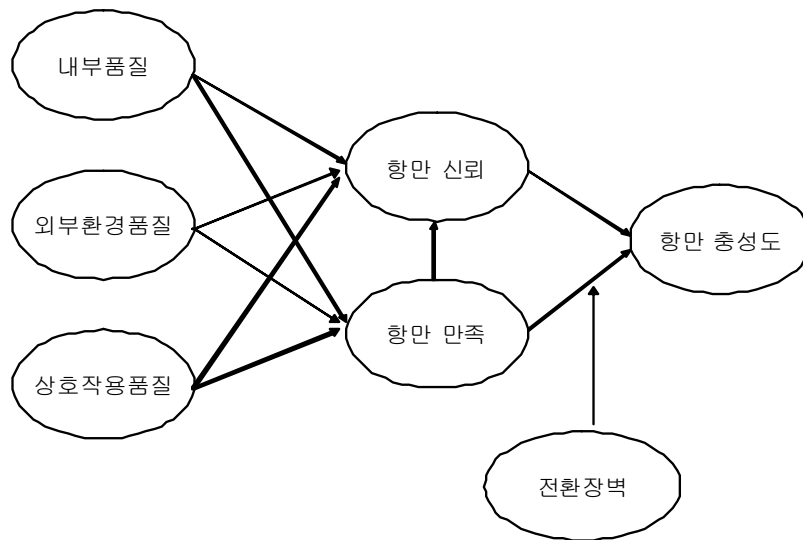 내부품질
항만 신뢰
외부환경품질
항만 충성도
항만 만족
상호작용품질
전환장벽